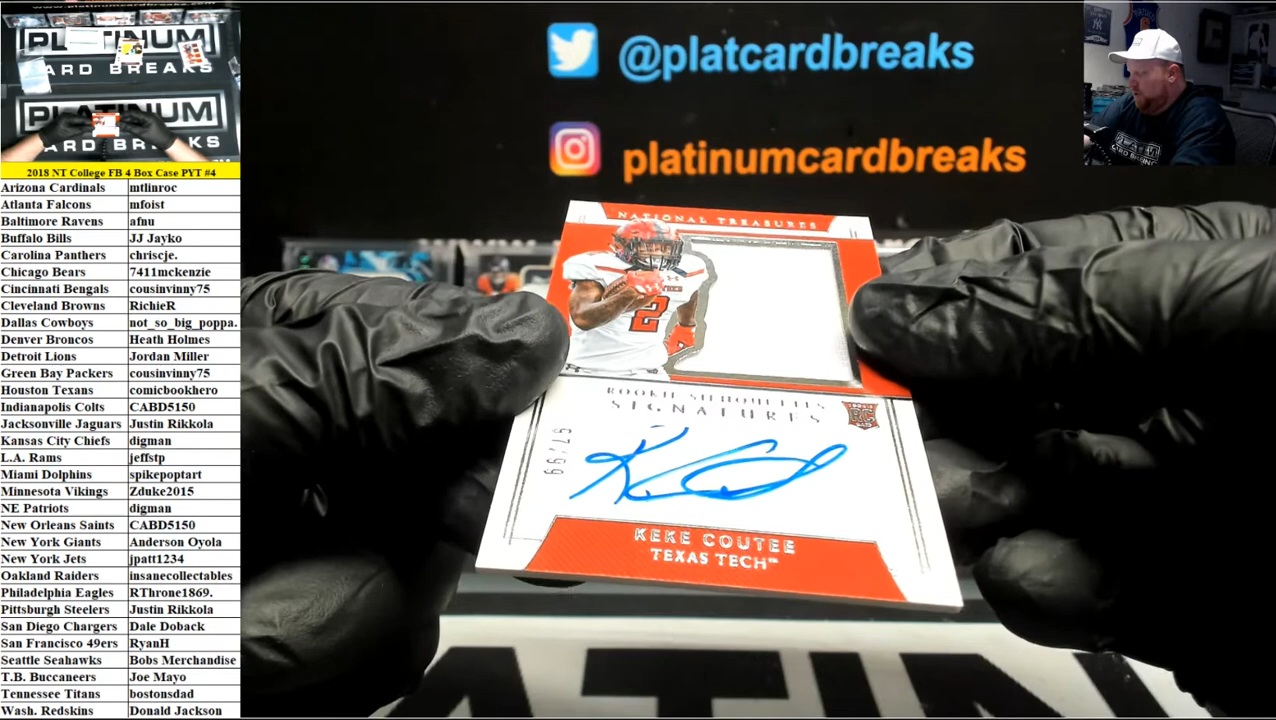 PLATINUM
CARD BREAKS
PLATINUM
CARD BREAKS
2018 NT College FB 4 Box Case PYT #4
Arizona Cardinals mtlinroc
Atlanta Falcons mfoist
Baltimore Ravens afnu
Buffalo Bills JJ Jayko
Carolina Panthers chriscje.
Chicago Bears 7411mckenzie
Cincinnati Bengals cousinvinny75
Cleveland Browns RichieR
Dallas Cowboys not_so_big_poppa.
Denver Broncos Heath Holmes
Detroit Lions Jordan Miller
Green Bay Packers cousinvinny75
Houston Texans comicbookhero
Indianapolis Colts CABD5150
Jacksonville Jaguars Justin Rikkola
Kansas City Chiefs digman
L.A. Rams jeffstp
Miami Dolphins spikepoptart
Minnesota Vikings Zduke2015
NE Patriots digman
New Orleans Saints CABD5150
New York Giants Anderson Oyola
New York Jets jpatt1234
Oakland Raiders insanecollectables
Philadelphia Eagles RThrone1869.
Pittsburgh Steelers Justin Rikkola
San Diego Chargers Dale Doback
San Francisco 49ers RyanH
Seattle Seahawks Bobs Merchandise
T.B. Buccaneers Joe Mayo
Tennessee Titans bostonsdad
Wash. Redskins Donald Jackson
@platcardbreaks
platinumcardbreaks
NATIONAL TREASURES
2
ROOKIE SILHOUETTES
SIGNATURES
RC
67/99
KEKE COUTEE
TEXAS TECH™
PLATINUM